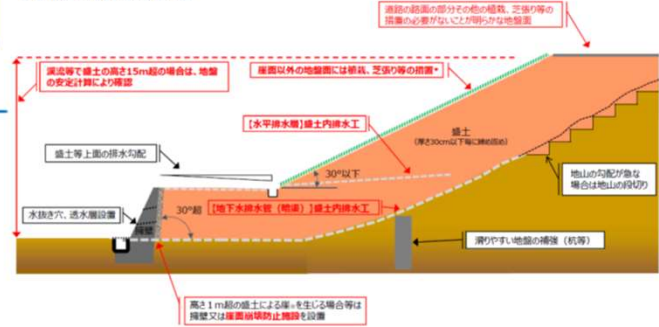 道路の路面の部分その他の植栽、芝張り等の
措置の必要がないことが明らかな地盤面
渓流等で盛土の高さ15m超の場合は、地盤
の安定計算により確認
崖面以外の地盤面には植栽、芝張り等の措置*
【水平排水層】盛土内排水工
盛土
(厚さ30cm以下毎に締め固め)
盛土等上面の排水勾配
30°以下
地山の勾配が急な
場合は地山の段切り
水抜き穴、透水層設置
擁壁
30°超
【地下水排水管(暗渠)】盛土内排水工
滑りやすい地盤の補強(杭等)
高さ1m超の盛土による崖※を生じる場合等は
擁壁又は崖面崩壊防止施設を設置